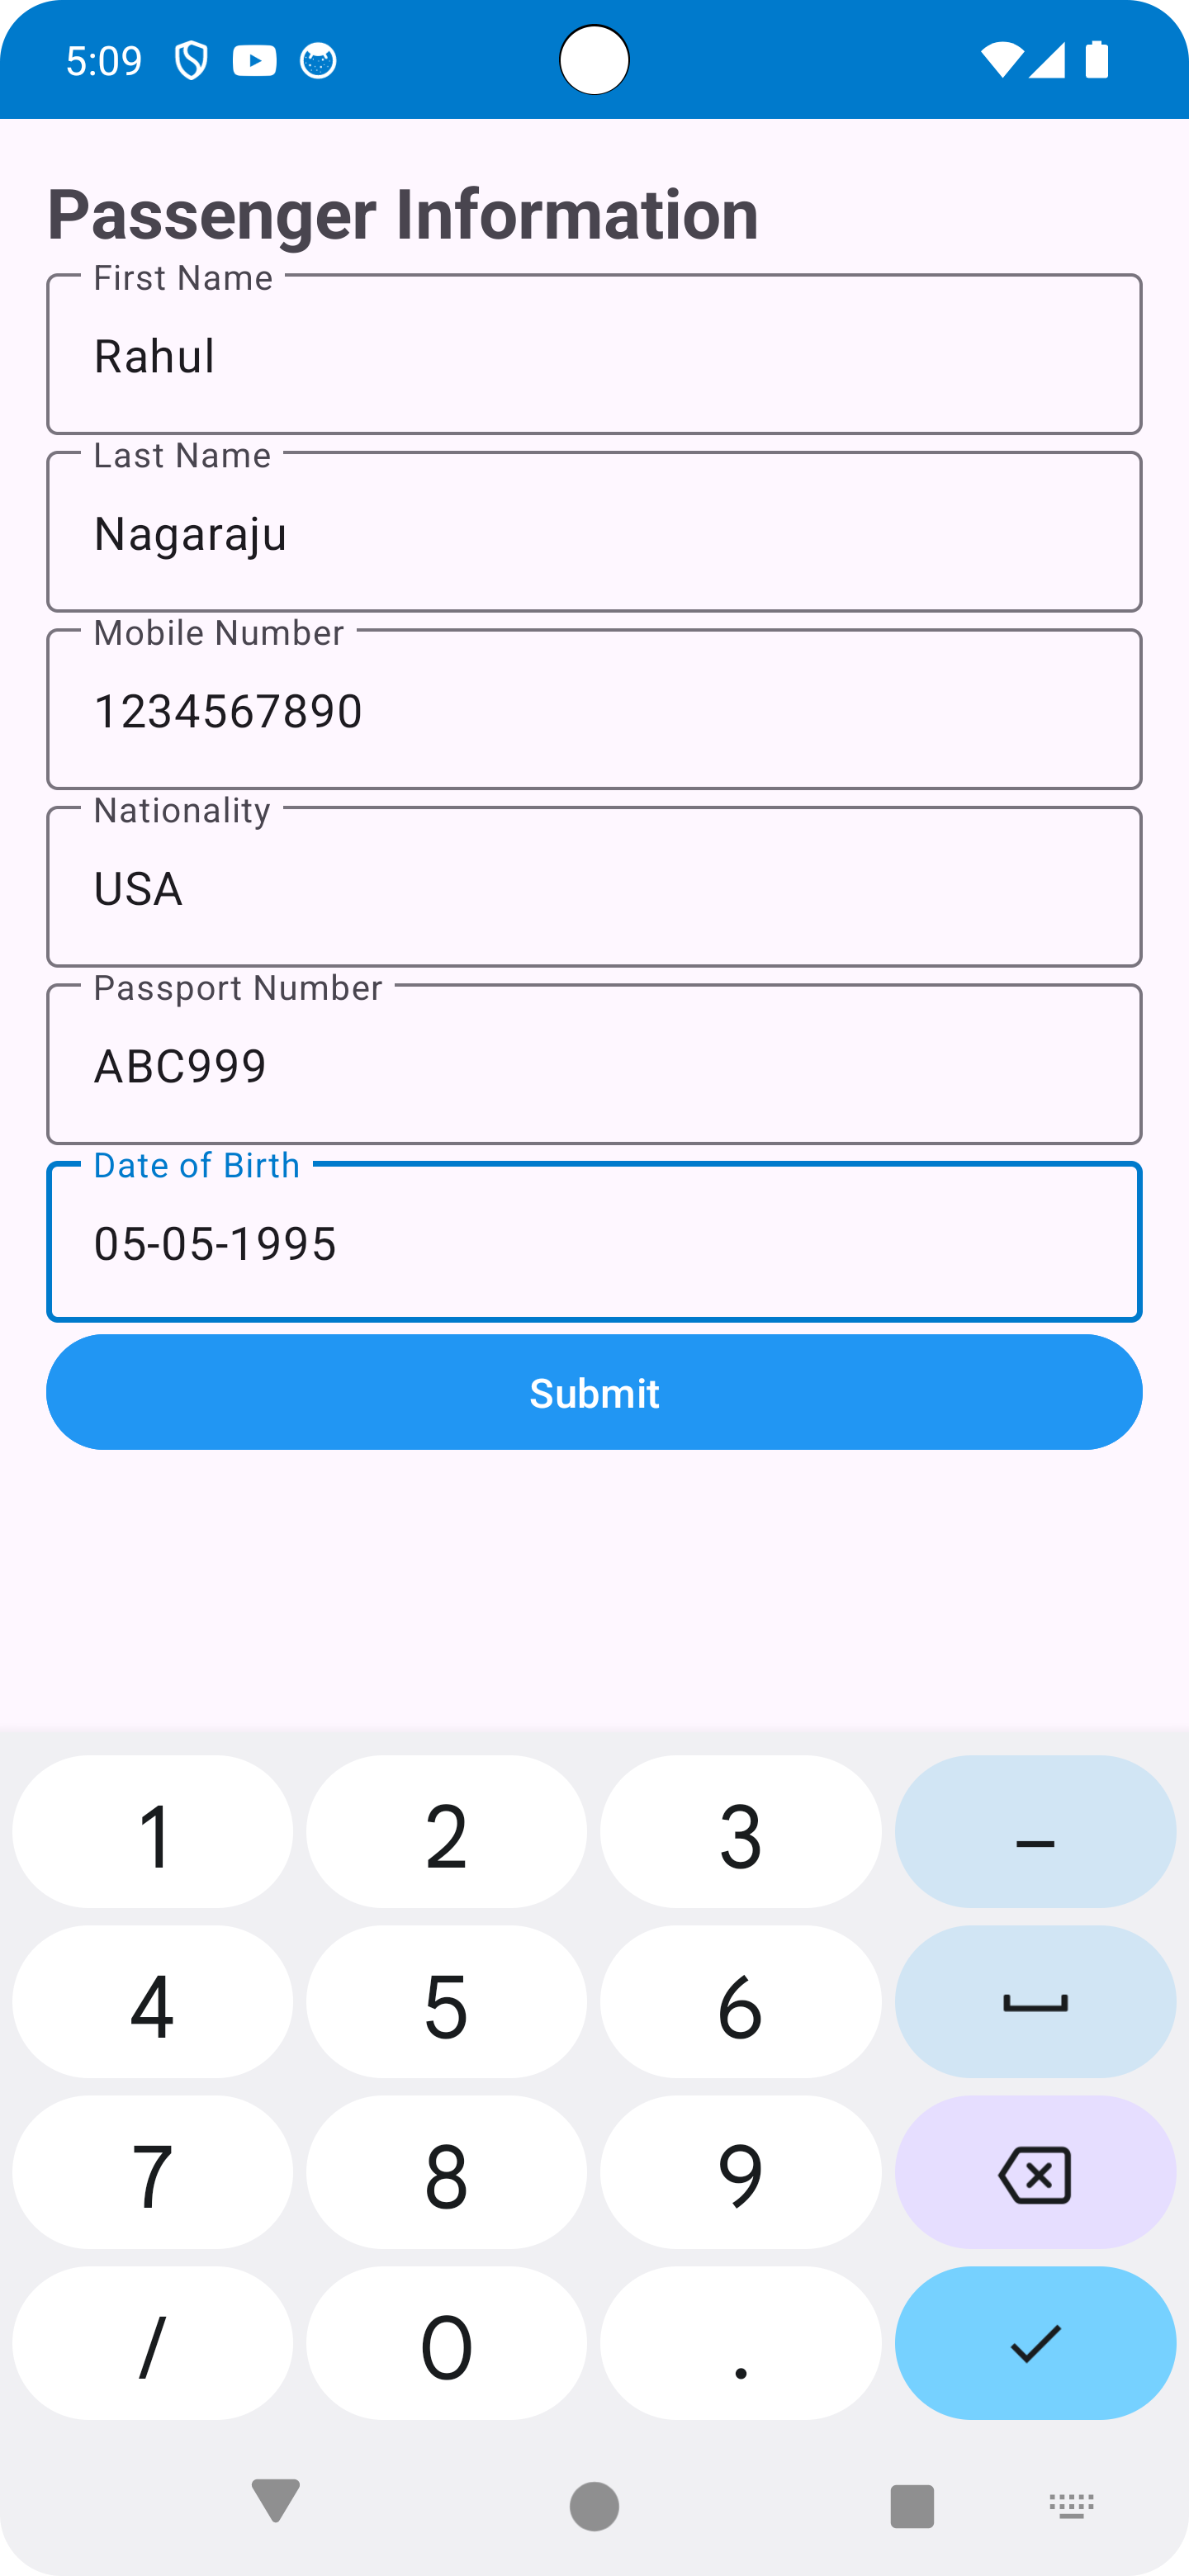 5:09
Passenger Information
First Name
Rahul
Last Name
Nagaraju
Mobile Number
1234567890
Nationality
USA
Passport Number
ABC999
Date of Birth
05-05-1995
Submit
1 2 3 –
4 5 6
7 8 9
/ 0 .